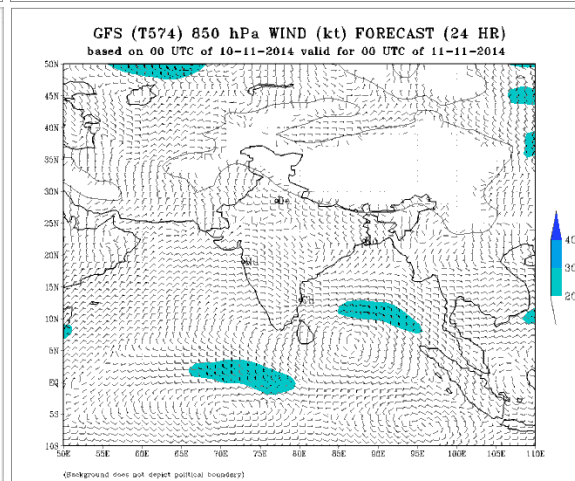 GFS (T574) 850 hPa WIND (kt) FORECAST (24 HR)
based on 00 UTC of 10-11-2014 valid for 00 UTC of 11-11-2014
50N
45N
40N
35N
30N
25N
20N
15N
10N
5N
EQ
5S
10S
50E 55E 60E 65E 70E 75E 80E 85E 90E 95E 100E 105E 110E
40
30
20
(Background does not depict political boundary)